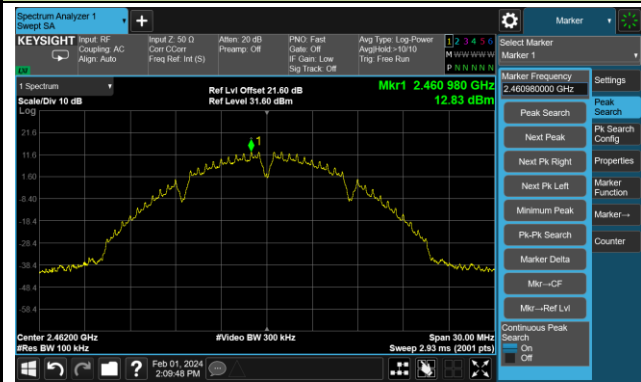 Spectrum Analyzer 1
Swept SA
Marker
KEYSIGHT
Input: RF
Coupling: AC
Align: Auto
Input Z: 50 Ω
Corr CCorr
Freq Ref: Int (S)
Atten: 20 dB
Preamp: Off
PNO: Fast
Gate: Off
IF Gain: Low
Sig Track: Off
Avg Type: Log-Power
Avg|Hold:>10/10
Trig: Free Run
1 2 3 4 5 6
M W W W W W
P N N N N N
LXI
Select Marker
Marker 1
1 Spectrum
Scale/Div 10 dB
Log
Ref Lvl Offset 21.60 dB
Ref Level 31.60 dBm
Mkr1 2.460 980 GHz
12.83 dBm
1
21.6
11.6
1.60
-8.40
-18.4
-28.4
-38.4
-48.4
-58.4
Center 2.46200 GHz
#Res BW 100 kHz
#Video BW 300 kHz
Span 30.00 MHz
Sweep 2.93 ms (2001 pts)
Marker Frequency
2.460980000 GHz
Peak Search
Next Peak
Next Pk Right
Next Pk Left
Minimum Peak
Pk-Pk Search
Marker Delta
Mkr→CF
Mkr→Ref Lvl
Continuous Peak
Search
On
Off
Settings
Peak
Search
Pk Search
Config
Properties
Marker
Function
Marker→
Counter
?
Feb 01, 2024
2:09:48 PM